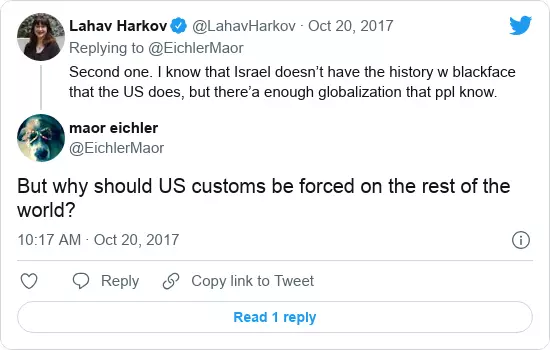 Lahav Harkov @LahavHarkov · Oct 20, 2017
Replying to @EichlerMaor
Second one. I know that Israel doesn’t have the history w blackface
that the US does, but there’a enough globalization that ppl know.
maor eichler
@EichlerMaor
But why should US customs be forced on the rest of the
world?
10:17 AM · Oct 20, 2017
Reply Copy link to Tweet
Read 1 reply